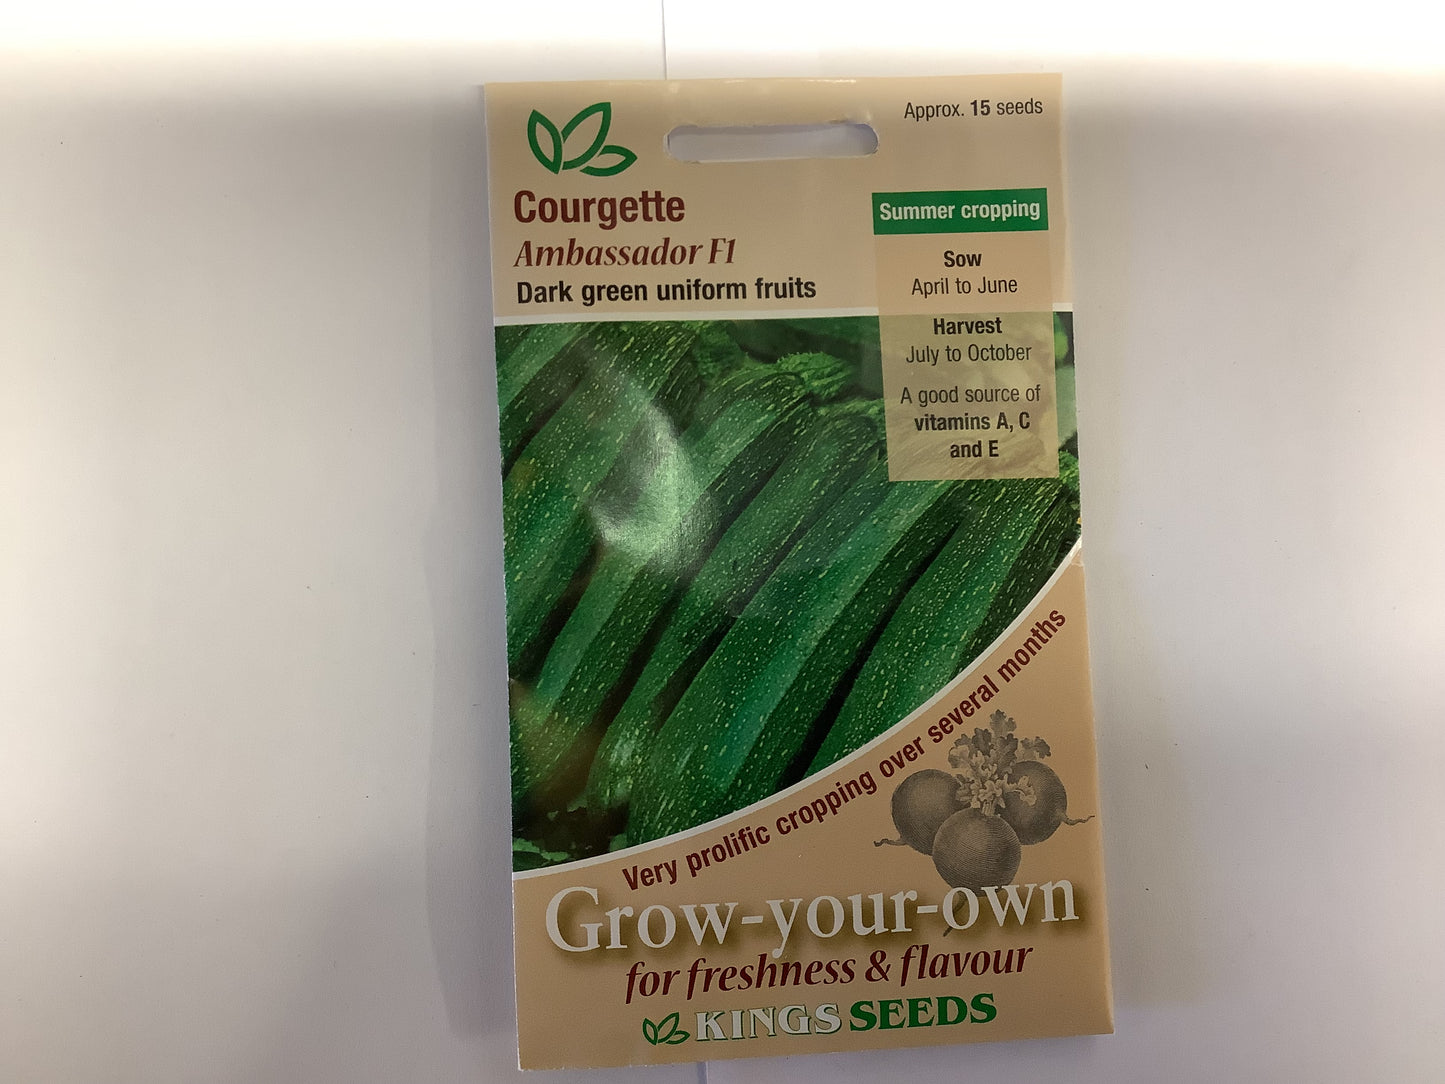 Approx. 15 seeds
Courgette
Ambassador F1
Dark green uniform fruits
Summer cropping
Sow
April to June
Harvest
July to October
A good source of
vitamins A, C
and E
Very prolific cropping over several months
Grow-your-own
for freshness & flavour
KINGS SEEDS